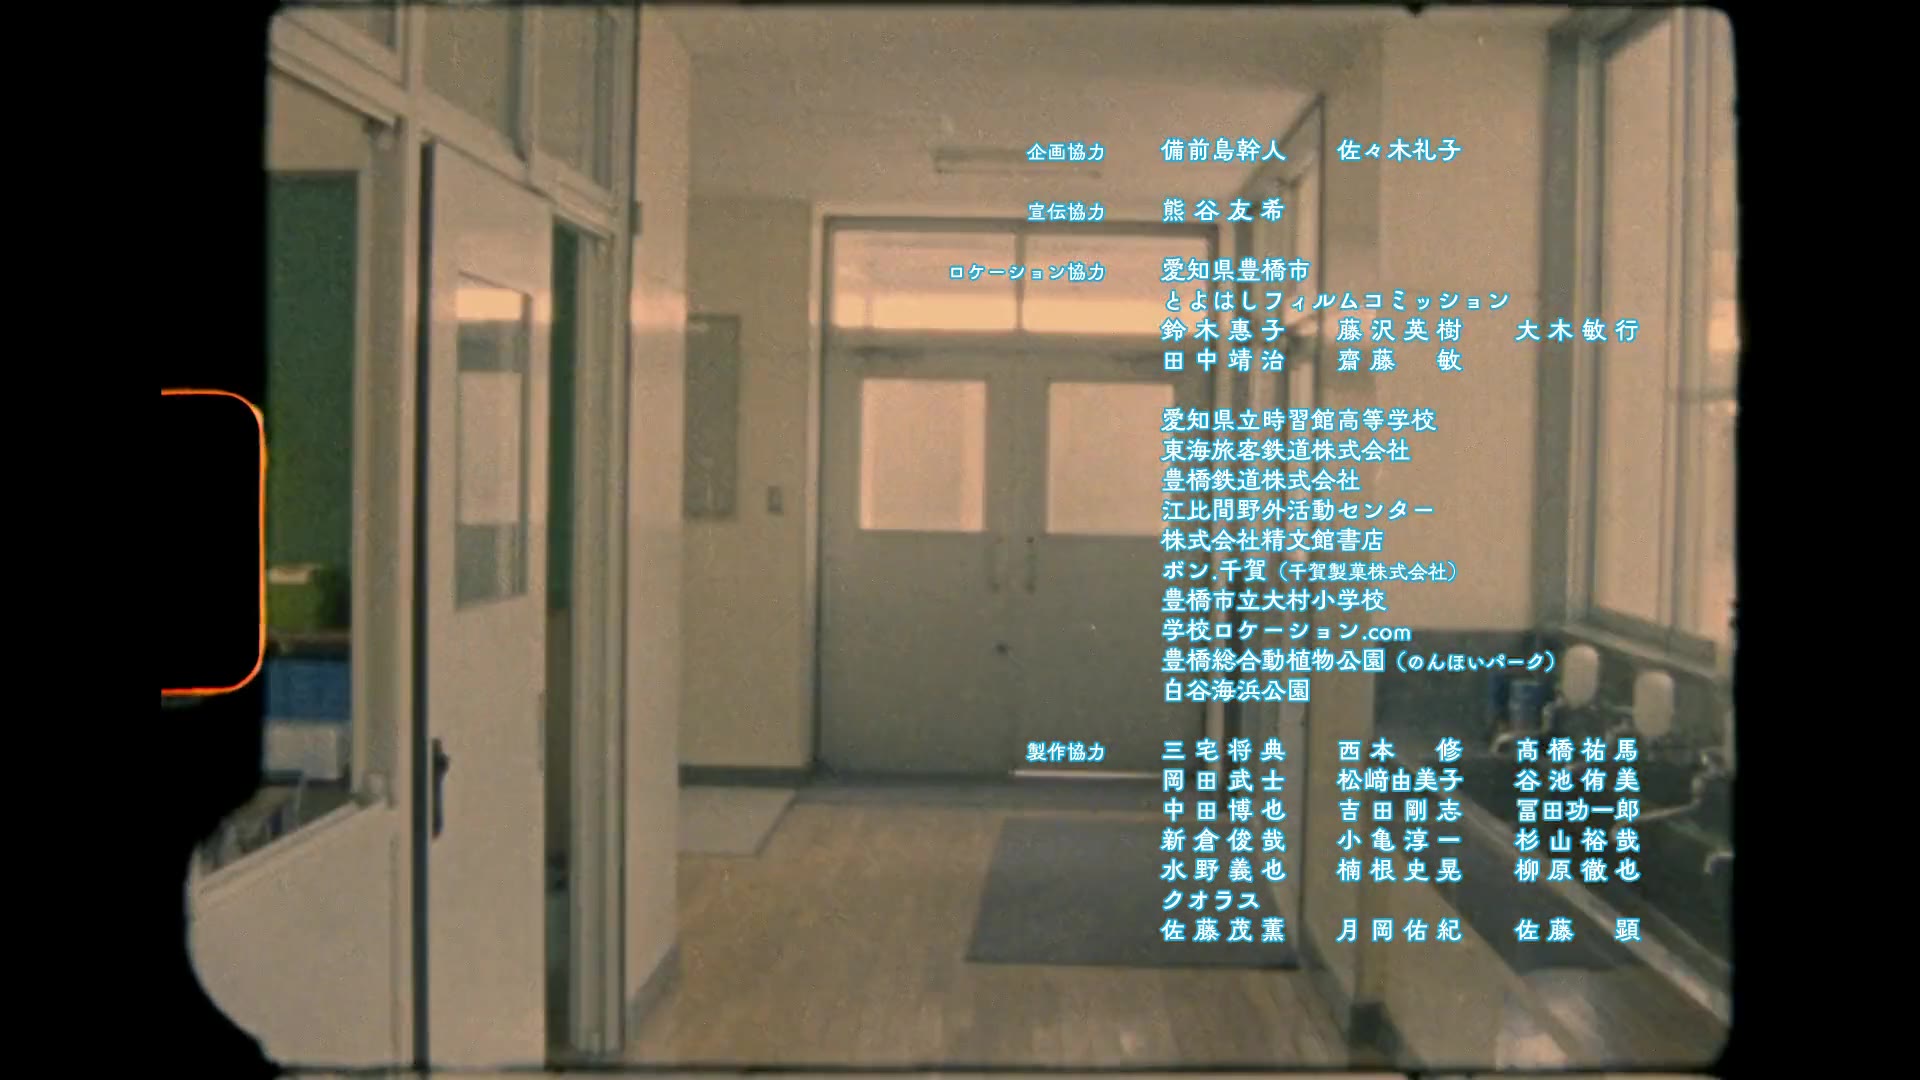 企画協力 備前島幹人 佐々木礼子
宣伝協力 熊谷友希
ロケーション協力 愛知県豊橋市
とよはしフィルムコミッション
鈴木惠子 藤沢英樹 大木敏行
田中靖治 齋藤 敏
愛知県立時習館高等学校
東海旅客鉄道株式会社
豊橋鉄道株式会社
江比間野外活動センター
株式会社精文館書店
ボン.千賀（千賀製菓株式会社）
豊橋市立大村小学校
学校ロケーション.com
豊橋総合動植物公園（のんほいパーク）
白谷海浜公園
製作協力 三宅将典 西本 修 髙橋祐馬
岡田武士 松﨑由美子 谷池侑美
中田博也 吉田剛志 冨田功一郎
新倉俊哉 小亀淳一 杉山裕哉
水野義也 楠根史晃 柳原徹也
クオラス
佐藤茂薫 月岡佑紀 佐藤 顕